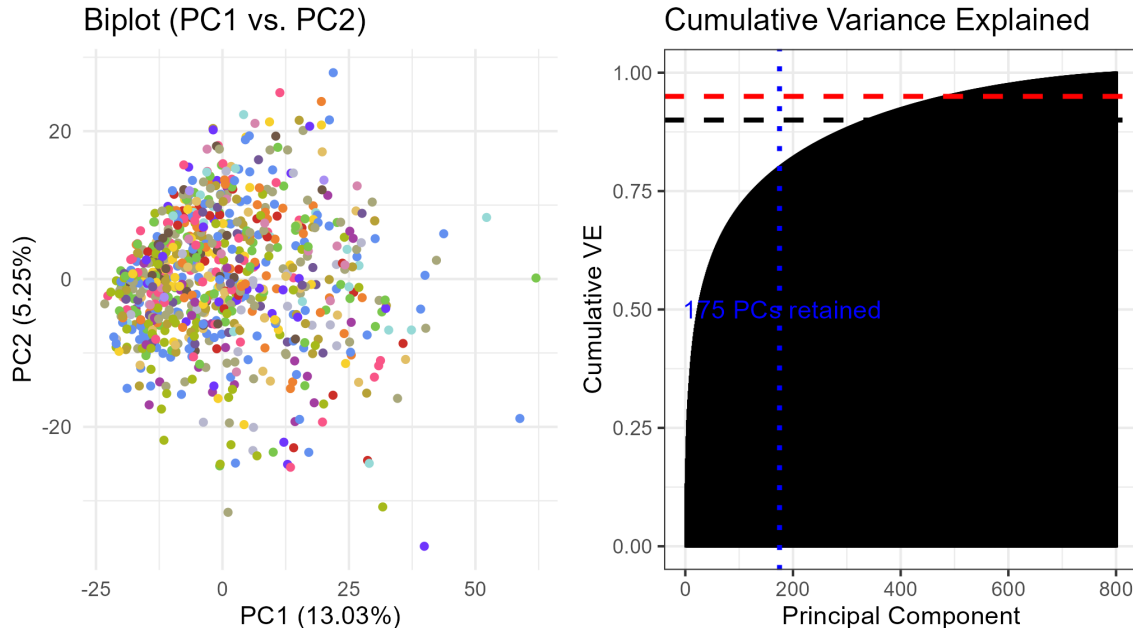 Biplot (PC1 vs. PC2)
20
0
-20
-25
0
25
50
PC2 (5.25%)
PC1 (13.03%)
Cumulative Variance Explained
1.00
0.75
0.50
0.25
0.00
175 PCs retained
0
200
400
600
800
Cumulative VE
Principal Component